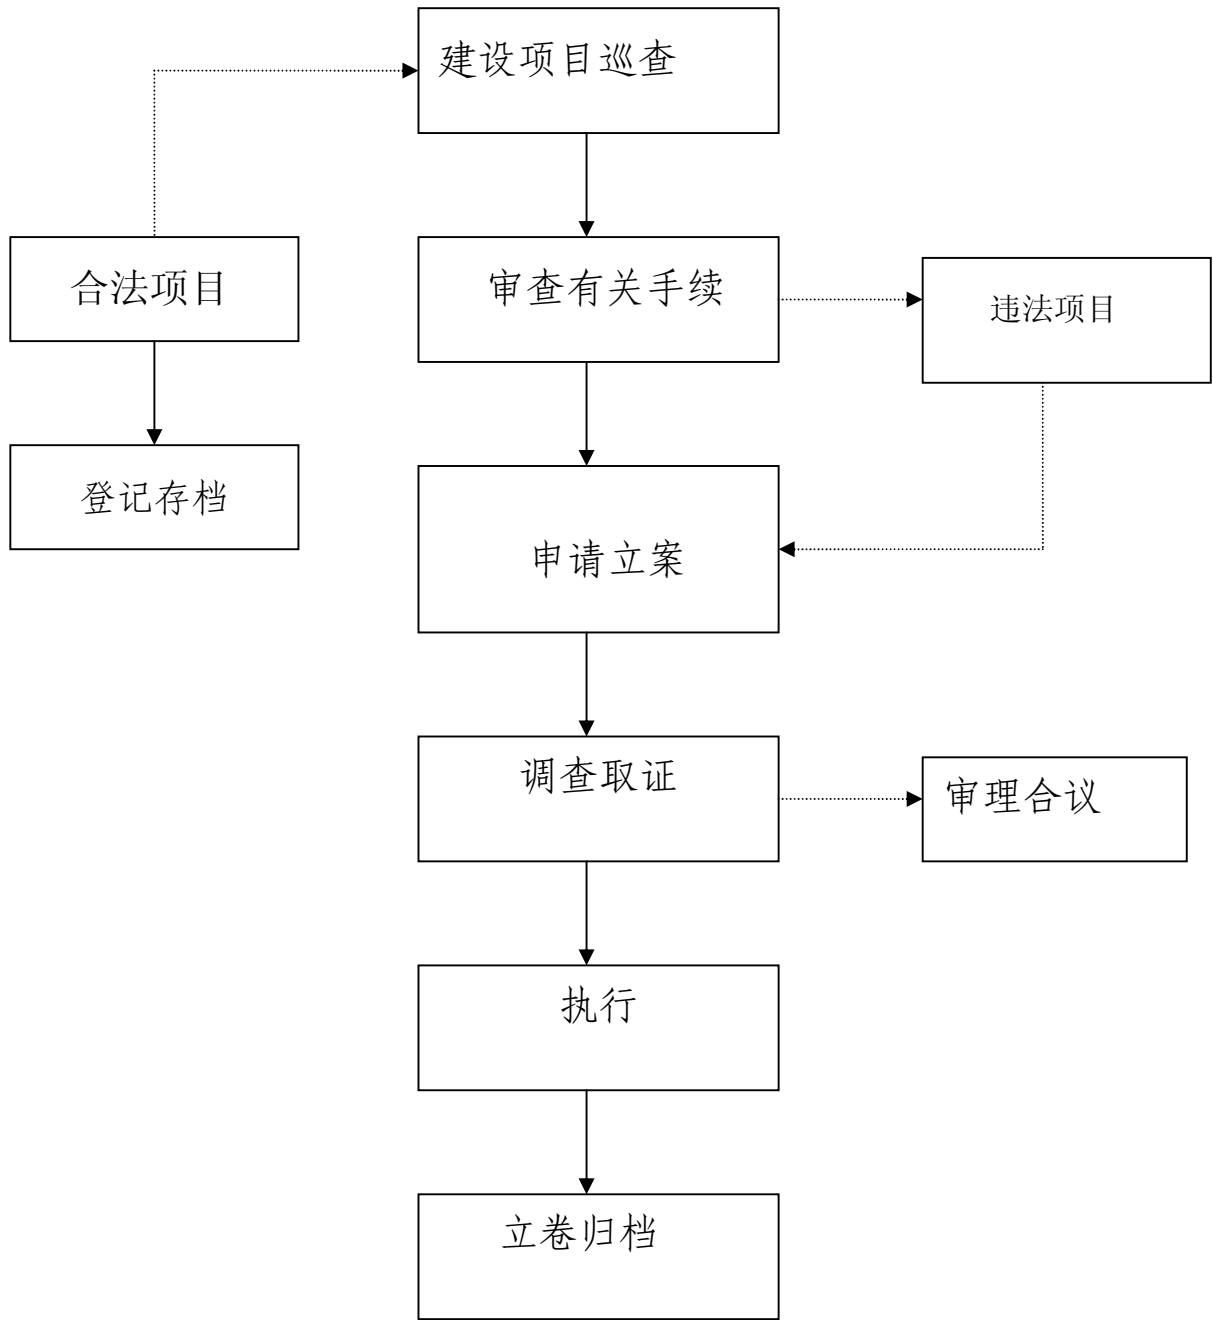 建设项目巡查
合法项目
审查有关手续
违法项目
登记存档
申请立案
调查取证
审理合议
执行
立卷归档